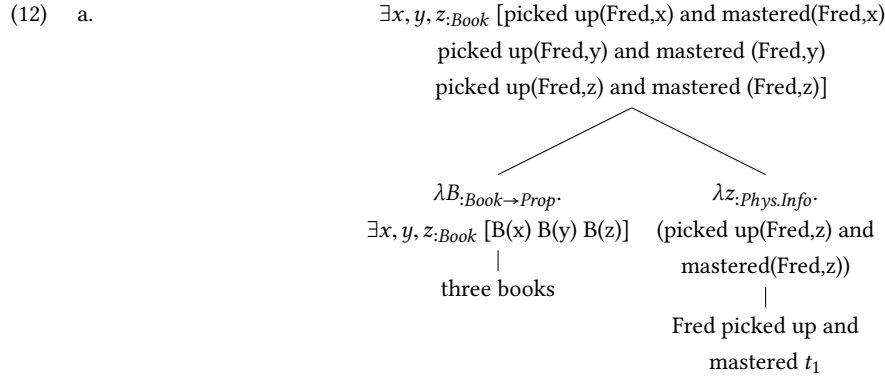 (12) a. ∃x, y, z:Book [picked up(Fred,x) and mastered(Fred,x)
picked up(Fred,y) and mastered (Fred,y)
picked up(Fred,z) and mastered (Fred,z)]
λB:Book→Prop. λz:Phys.Info.
∃x, y, z:Book [B(x) B(y) B(z)] (picked up(Fred,z) and
mastered(Fred,z))
three books
Fred picked up and
mastered t₁